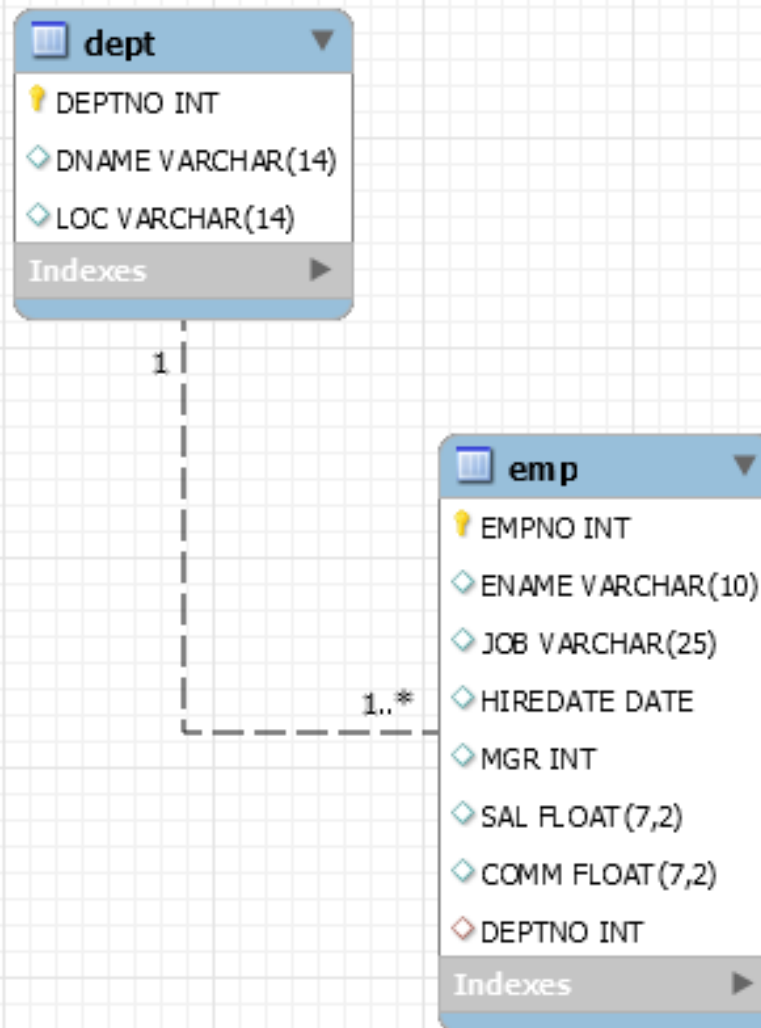 dept
DEPTNO INT
DNAME VARCHAR(14)
LOC VARCHAR(14)
Indexes
1
1..*
emp
EMPNO INT
ENAME VARCHAR(10)
JOB VARCHAR(25)
HIREDATE DATE
MGR INT
SAL FLOAT(7,2)
COMM FLOAT(7,2)
DEPTNO INT
Indexes